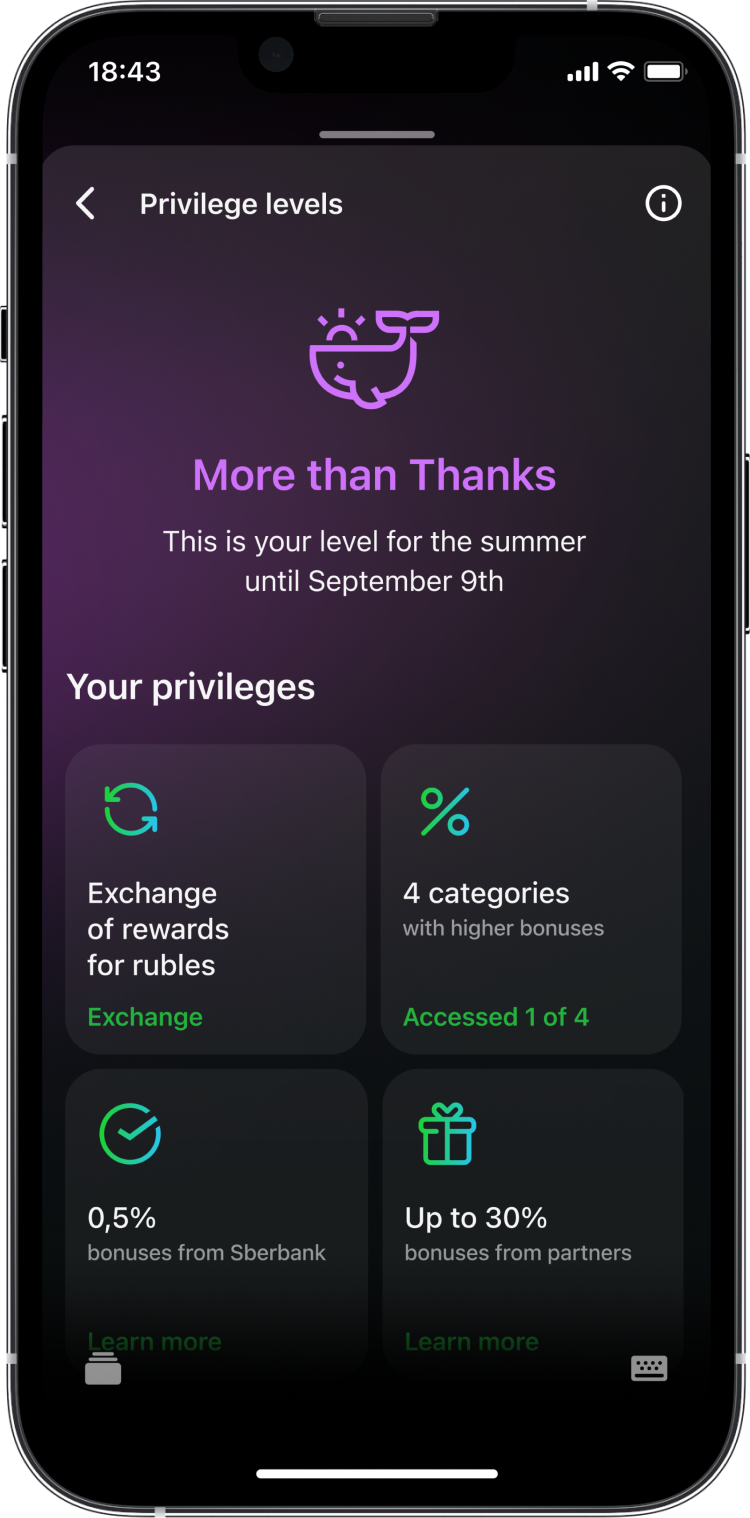 18:43
Privilege levels
More than Thanks
This is your level for the summer
until September 9th
Your privileges
Exchange
of rewards
for rubles
Exchange
4 categories
with higher bonuses
Accessed 1 of 4
0,5%
bonuses from Sberbank
Learn more
Up to 30%
bonuses from partners
Learn more